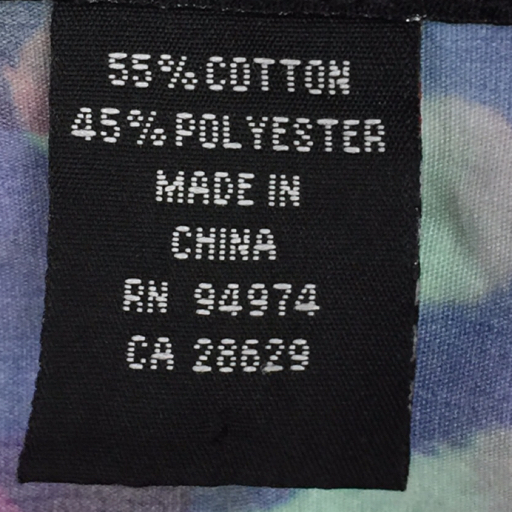 55% COTTON
45% POLYESTER
MADE IN
CHINA
RN 94974
CA 28629